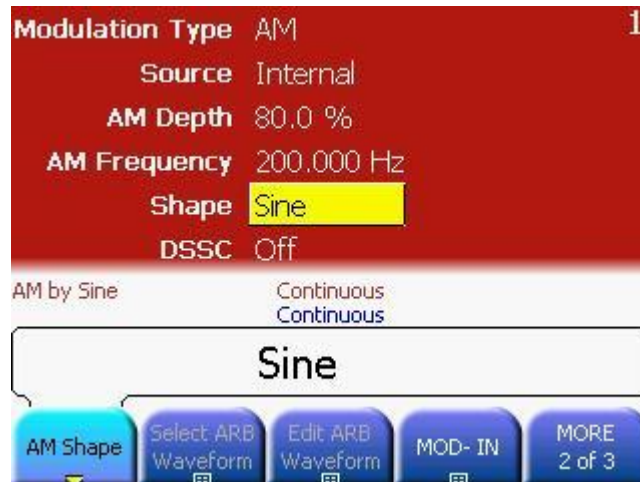 Modulation Type AM 1
Source Internal
AM Depth 80.0 %
AM Frequency 200.000 Hz
Shape Sine
DSSC Off
AM by Sine Continuous
Continuous
Sine
AM Shape Select ARB Waveform Edit ARB Waveform MOD- IN MORE 2 of 3